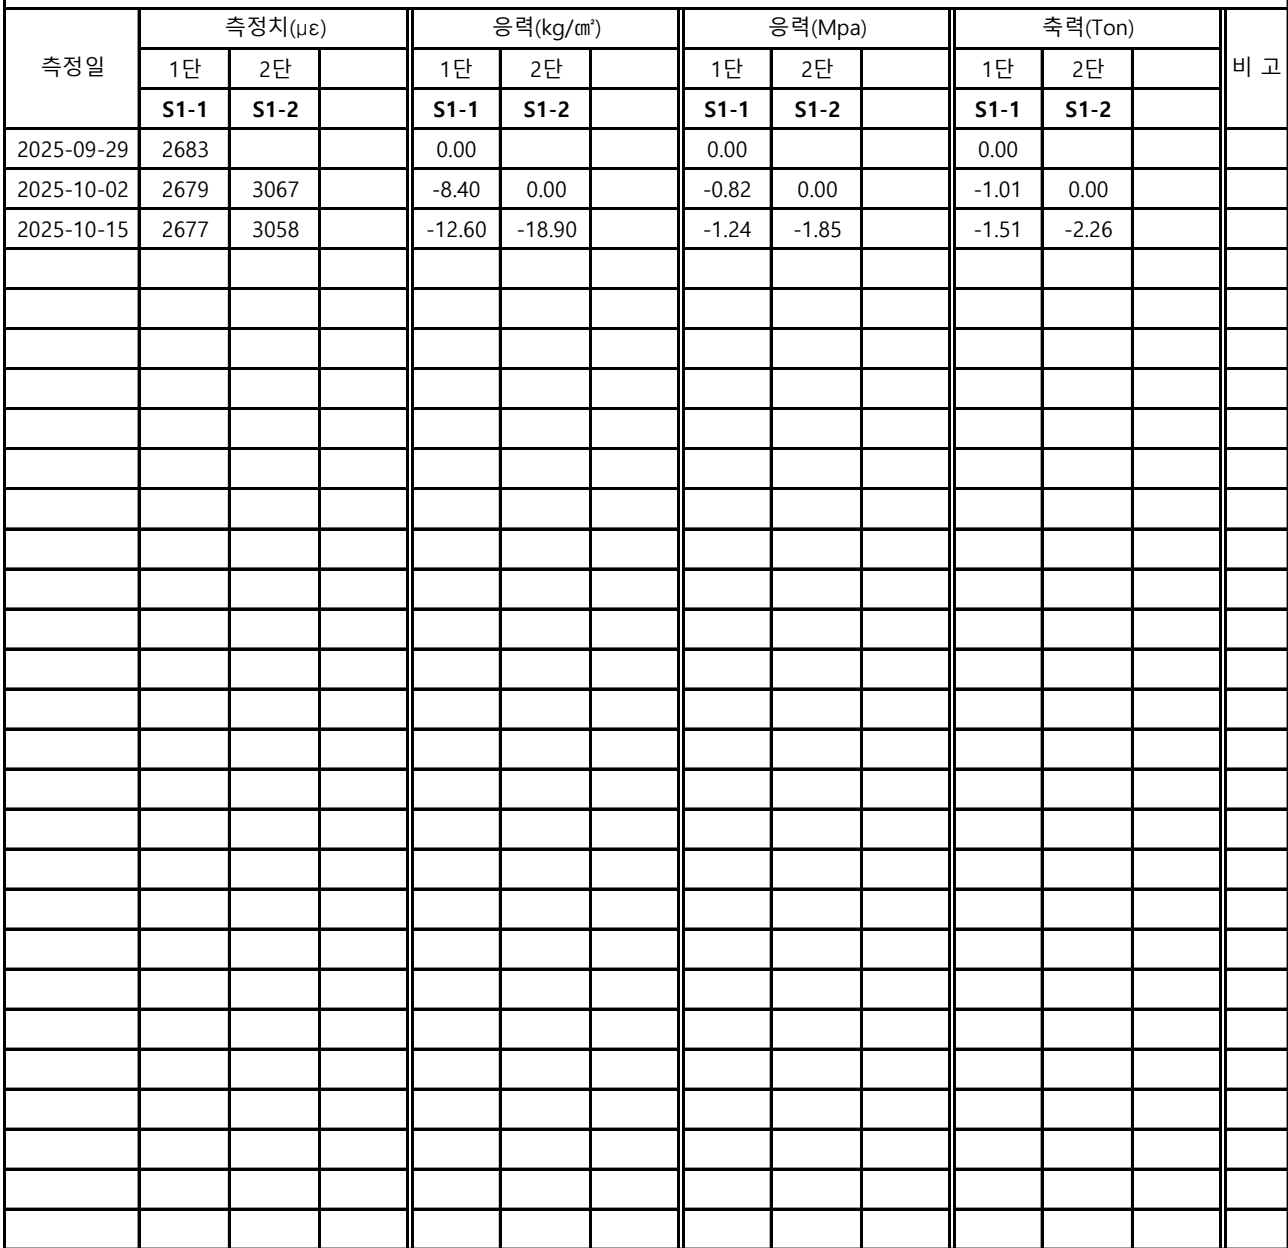 측정일 측정치(με) 응력(kg/㎠) 응력(Mpa) 축력(Ton) 비 고
1단 2단 1단 2단 1단 2단 1단 2단
S1-1 S1-2 S1-1 S1-2 S1-1 S1-2 S1-1 S1-2
2025-09-29 2683 0.00 0.00 0.00
2025-10-02 2679 3067 -8.40 0.00 -0.82 0.00 -1.01 0.00
2025-10-15 2677 3058 -12.60 -18.90 -1.24 -1.85 -1.51 -2.26